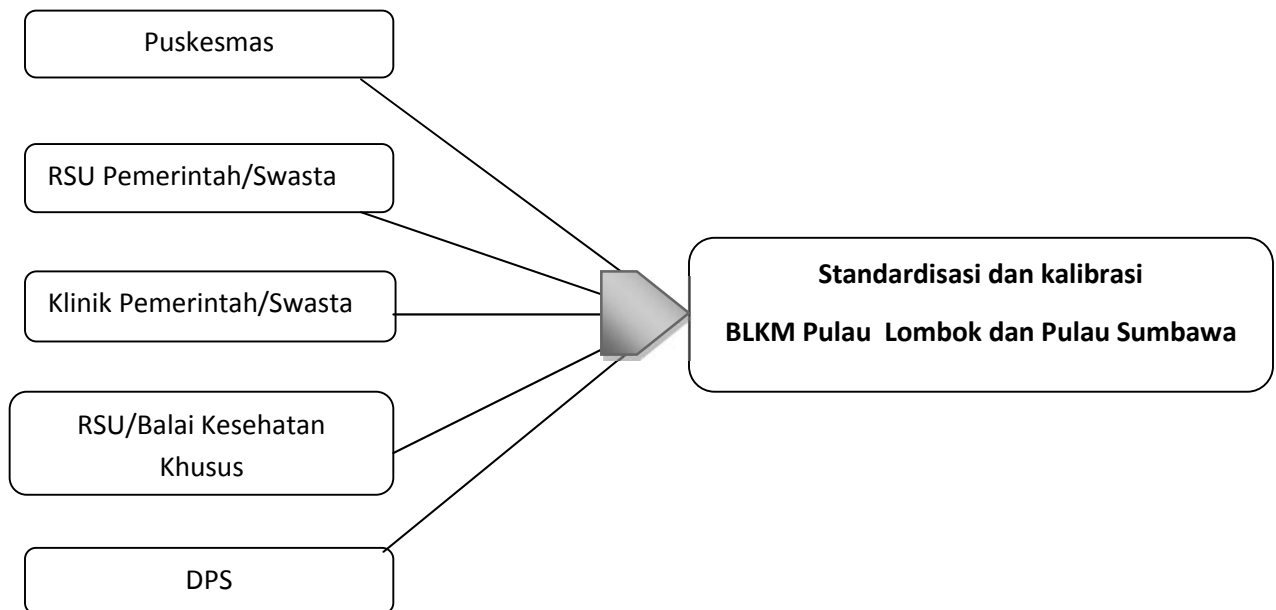 Puskesmas
RSU Pemerintah/Swasta
Klinik Pemerintah/Swasta
RSU/Balai Kesehatan
Khusus
DPS
Standardisasi dan kalibrasi
BLKM Pulau  Lombok dan Pulau Sumbawa